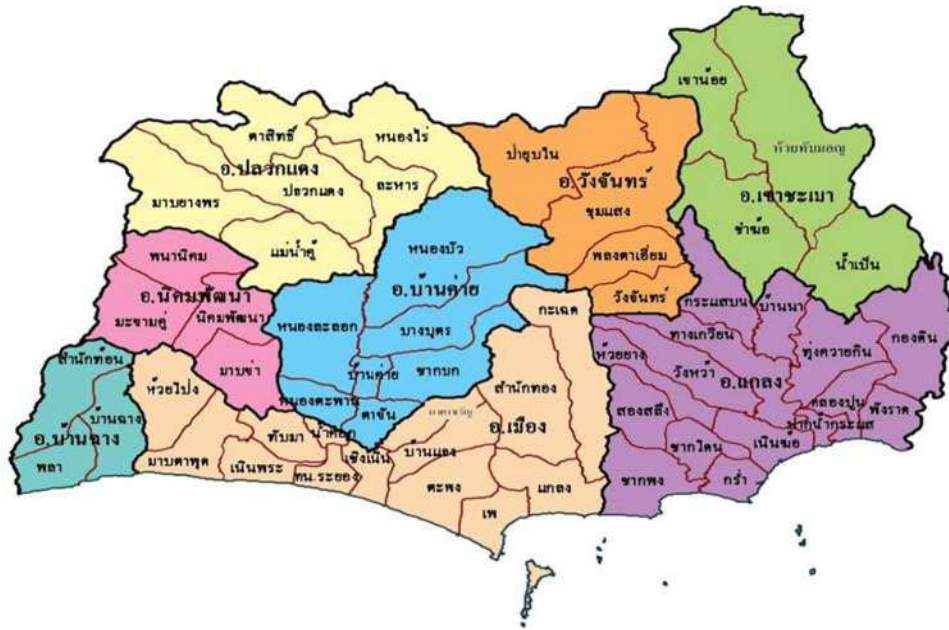 เขาน้อย
ห้วยทับมอญ
อ.เขาชะเมา
ชำฆ้อ
น้ำเป็น
ตาสิทธิ์
หนองไร่
อ.ปลวกแดง
ปลวกแดง
ละหาร
มาบยางพร
แม่น้ำคู้
ป่ายุบใน
อ.วังจันทร์
ชุมแสง
พลงตาเอี่ยม
วังจันทร์
พนานิคม
อ.นิคมพัฒนา
มะขามคู่
นิคมพัฒนา
มาบข่า
หนองบัว
อ.บ้านค่าย
หนองละลอก
บางบุตร
บ้านค่าย
ชากบก
หนองตะพาน
ตาขัน
สำนักท้อน
บ้านฉาง
อ.บ้านฉาง
พลา
ห้วยโป่ง
มาบตาพุด
ทับมา
น้ำคอก
เนินพระ
ทน.ระยอง
เชิงเนิน
กะเฉด
สำนักทอง
นาตาขวัญ
อ.เมือง
บ้านแลง
ตะพง
แกลง
เพ
กระแสบน
บ้านนา
ทางเกวียน
ห้วยยาง
วังหว้า
อ.แกลง
ทุ่งควายกิน
กองดิน
สองสลึง
คลองปูน
พังราด
ปากน้ำกระแส
ชากโดน
เนินฆ้อ
ชากพง
กร่ำ